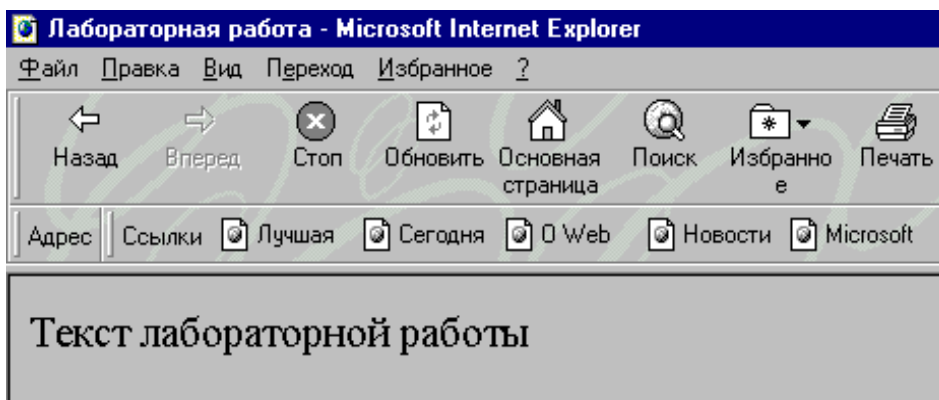 Лабораторная работа - Microsoft Internet Explorer
Файл Правка Вид Переход Избранное ?
Назад Вперед Стоп Обновить Основная страница Поиск Избранно е Печать
Адрес Ссылки Лучшая Сегодня О Web Новости Microsoft
Текст лабораторной работы